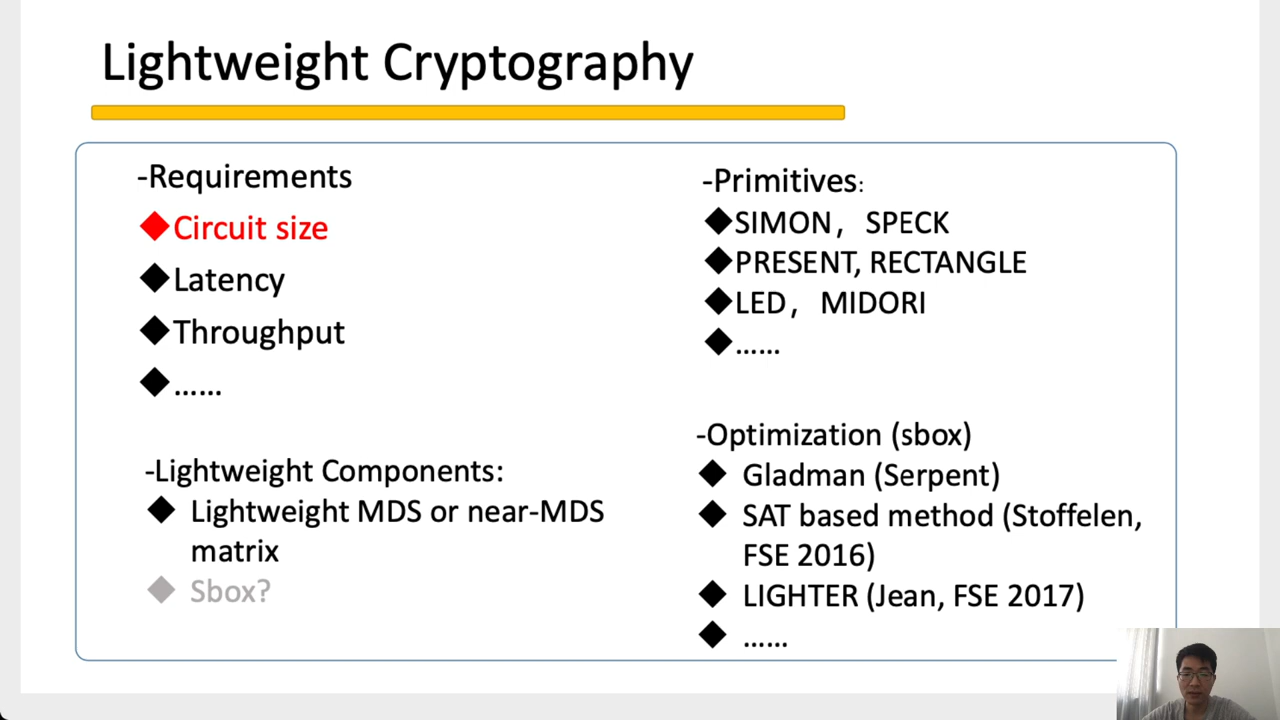 Lightweight Cryptography
-Requirements
◆Circuit size
◆Latency
◆Throughput
◆……
-Lightweight Components:
◆ Lightweight MDS or near-MDS
matrix
◆ Sbox?
-Primitives:
◆SIMON， SPECK
◆PRESENT, RECTANGLE
◆LED， MIDORI
◆……
-Optimization (sbox)
◆ Gladman (Serpent)
◆ SAT based method (Stoffelen,
FSE 2016)
◆ LIGHTER (Jean, FSE 2017)
◆ ……